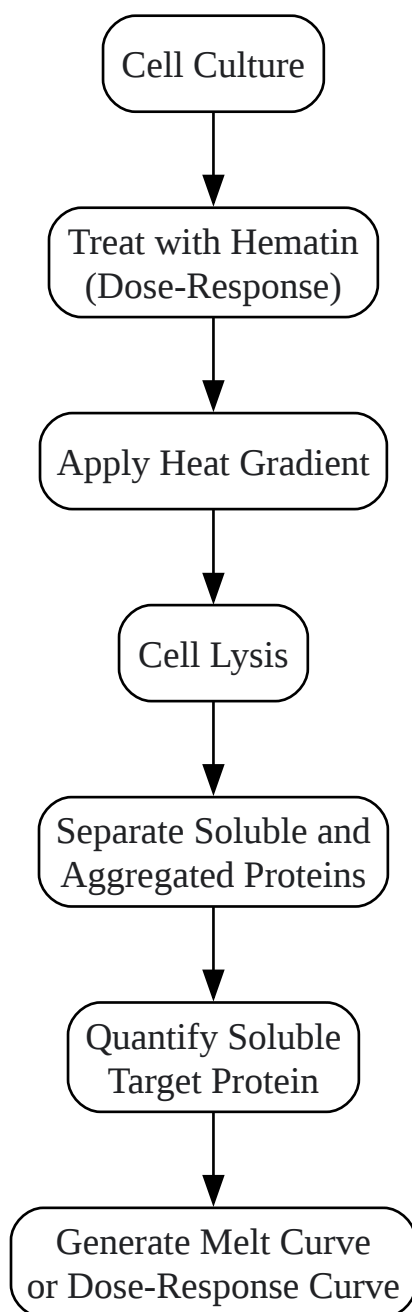 Cell Culture
Treat with Hematin
(Dose-Response)
Apply Heat Gradient
Cell Lysis
Separate Soluble and
Aggregated Proteins
Quantify Soluble
Target Protein
Generate Melt Curve
or Dose-Response Curve